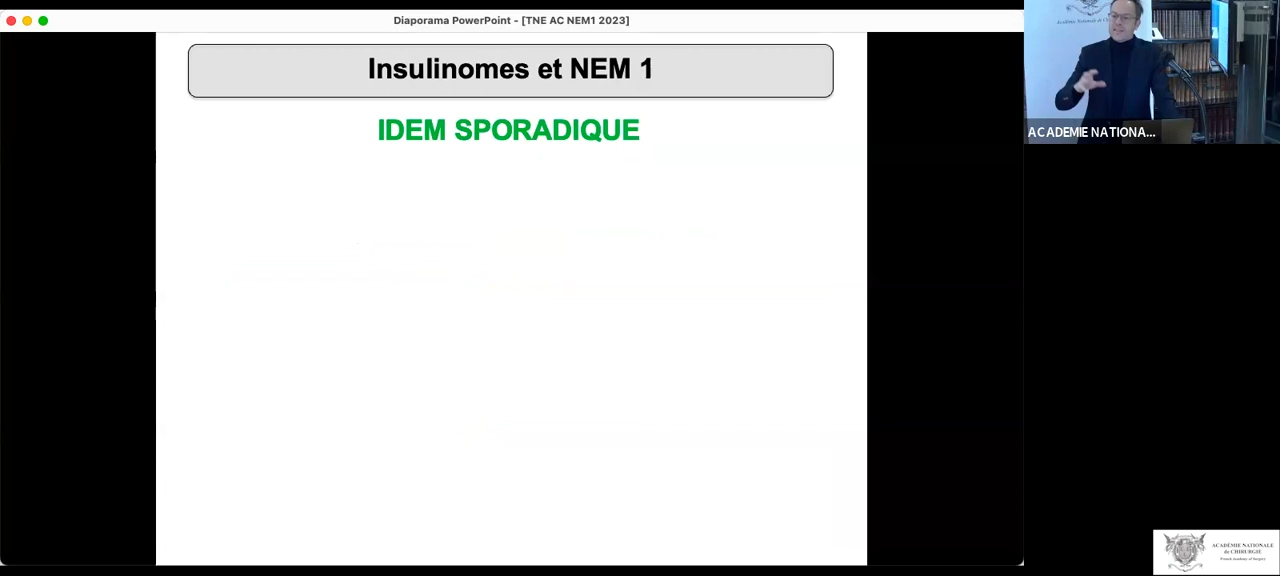 Diaporama PowerPoint - [TNE AC NEM1 2023]
Insulinomes et NEM 1
IDEM SPORADIQUE
ACADEMIE NATIONA...
ACADÉMIE NATIONALE
de CHIRURGIE
French Academy of Surgery